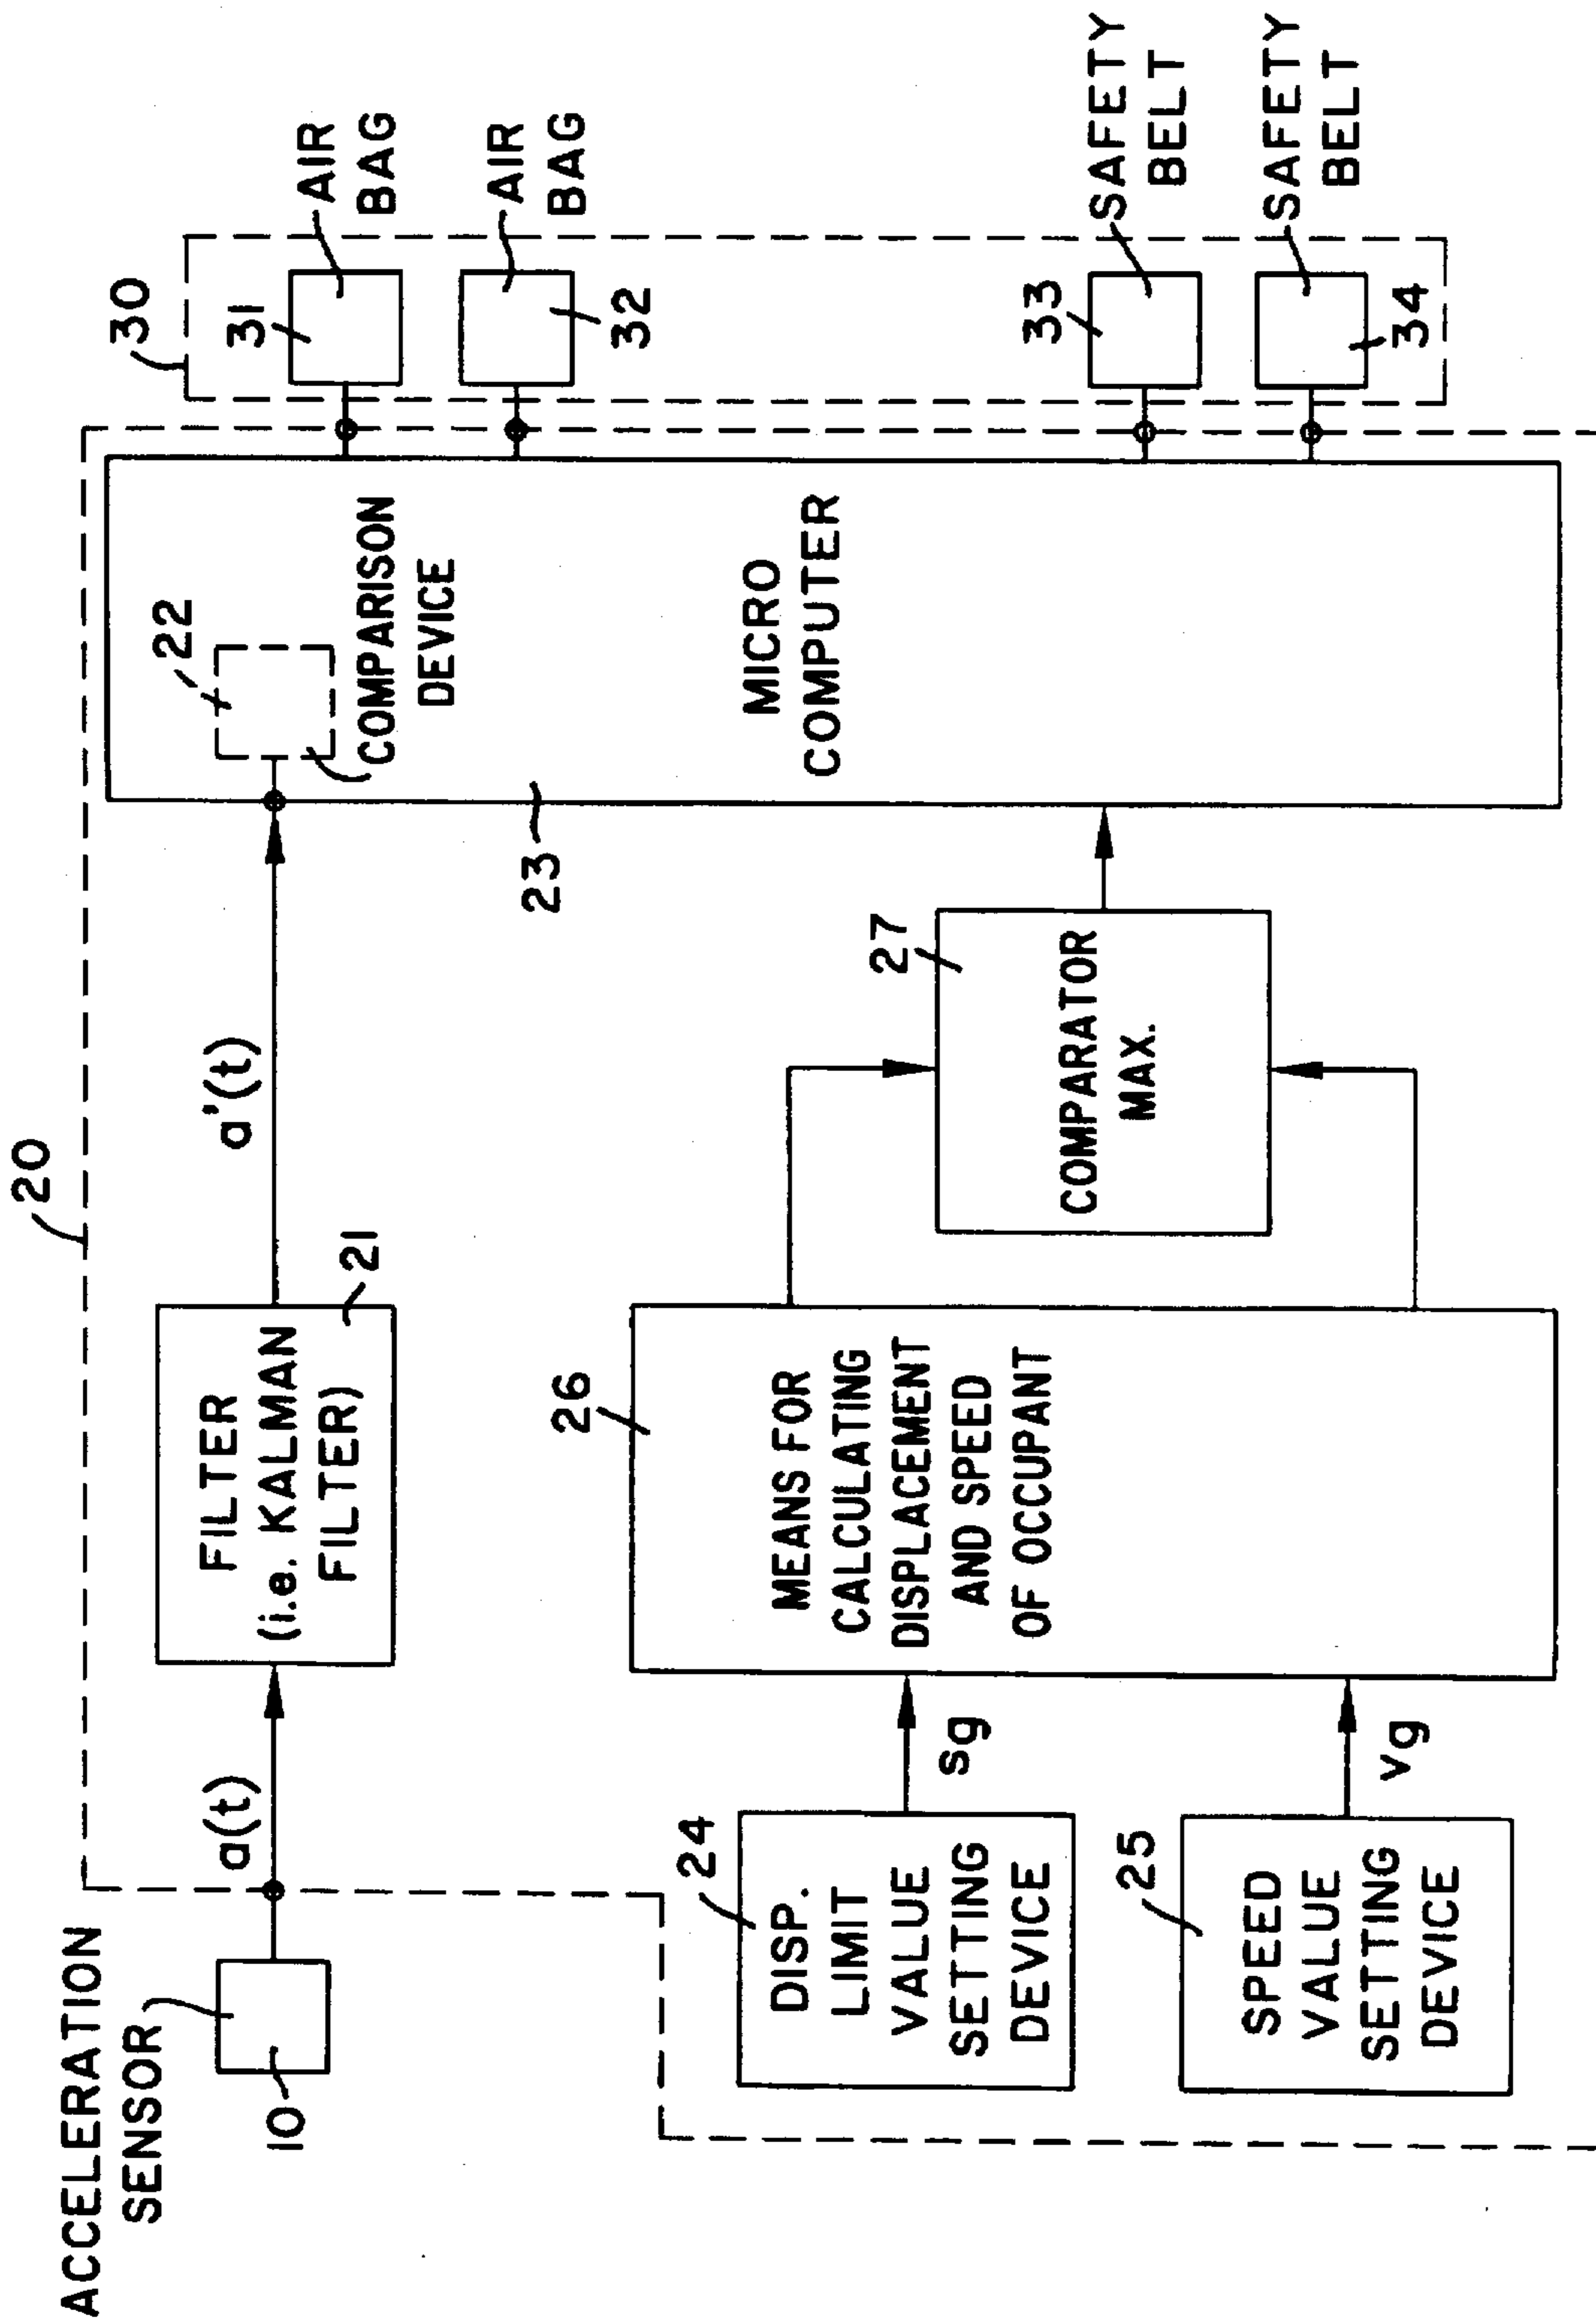 20
30
ACCELERATION
SENSOR
10
a(t)
FILTER
(i.e. KALMAN
FILTER)
21
a'(t)
22
COMPARISON
DEVICE
23
MICRO
COMPUTER
31
AIR
BAG
32
AIR
BAG
33
SAFETY
BELT
34
SAFETY
BELT
24
DISP.
LIMIT
VALUE
SETTING
DEVICE
sg
25
SPEED
VALUE
SETTING
DEVICE
vg
26
MEANS FOR
CALCULATING
DISPLACEMENT
AND SPEED
OF OCCUPANT
27
COMPARATOR
MAX.